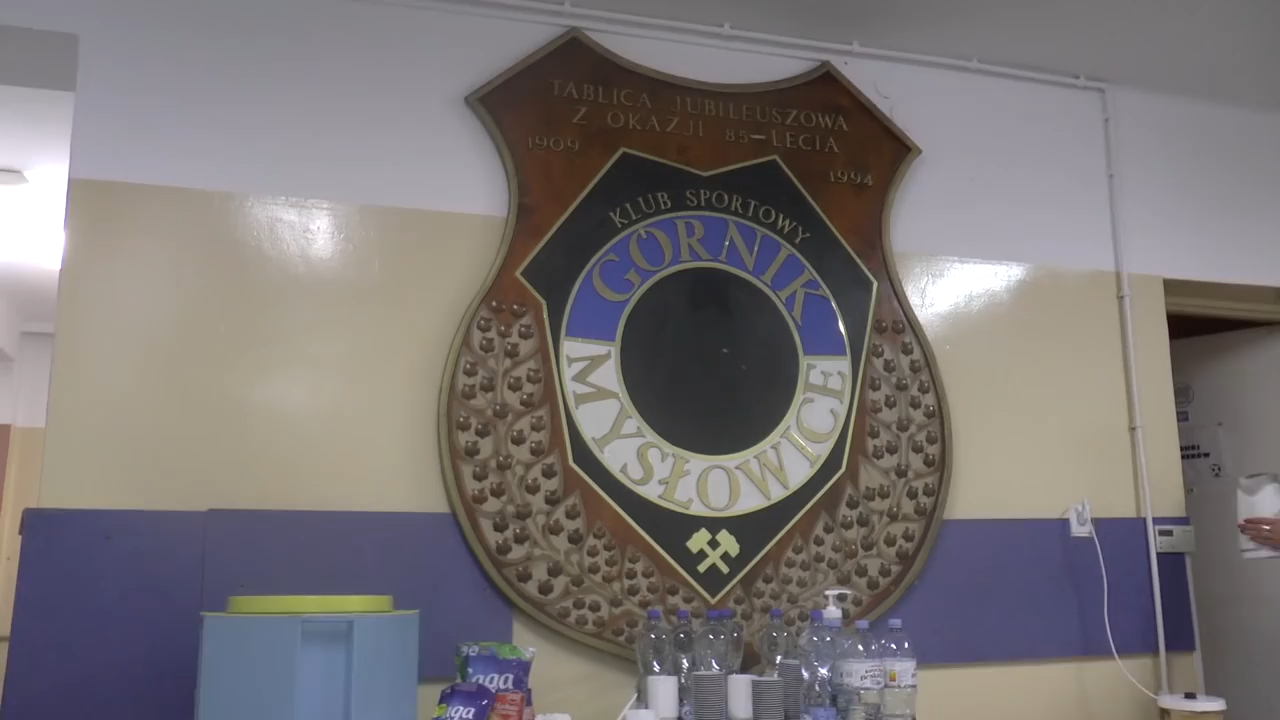 TABLICA JUBILEUSZOWA
Z OKAZJI 85-LECIA
1909
1994
KLUB SPORTOWY
GÓRNIK
MYSŁOWICE